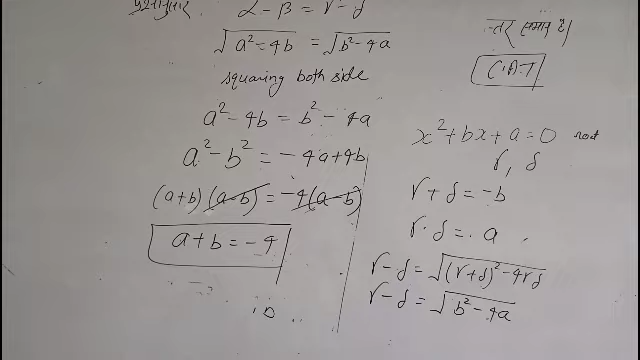 प्रश्नानुसार α - β = γ - δ
√(a² - 4b) = √(b² - 4a)
squaring both side
a² - 4b = b² - 4a
a² - b² = -4a + 4b
(a+b) (a-b) = -4(a-b)
a + b = -4
समान है।
x² + bx + a = 0 root
γ, δ
γ + δ = -b
γ . δ = a
γ - δ = √((γ+δ)² - 4γδ)
γ - δ = √(b² - 4a)